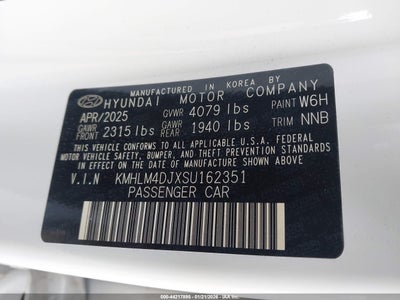 MANUFACTURED IN KOREA BY
HYUNDAI MOTOR COMPANY
APR/2025 GVWR 4079 lbs PAINT W6H
GAWR FRONT 2315 lbs GAWR REAR 1940 lbs TRIM NNB
THIS VEHICLE CONFORMS TO ALL APPLICABLE FEDERAL MOTOR VEHICLE
SAFETY, BUMPER, AND THEFT PREVENTION STANDARDS
IN EFFECT ON THE DATE OF MANUFACTURE SHOWN ABOVE.
V.I.N KMHLM4DJXSU162351
PASSENGER CAR